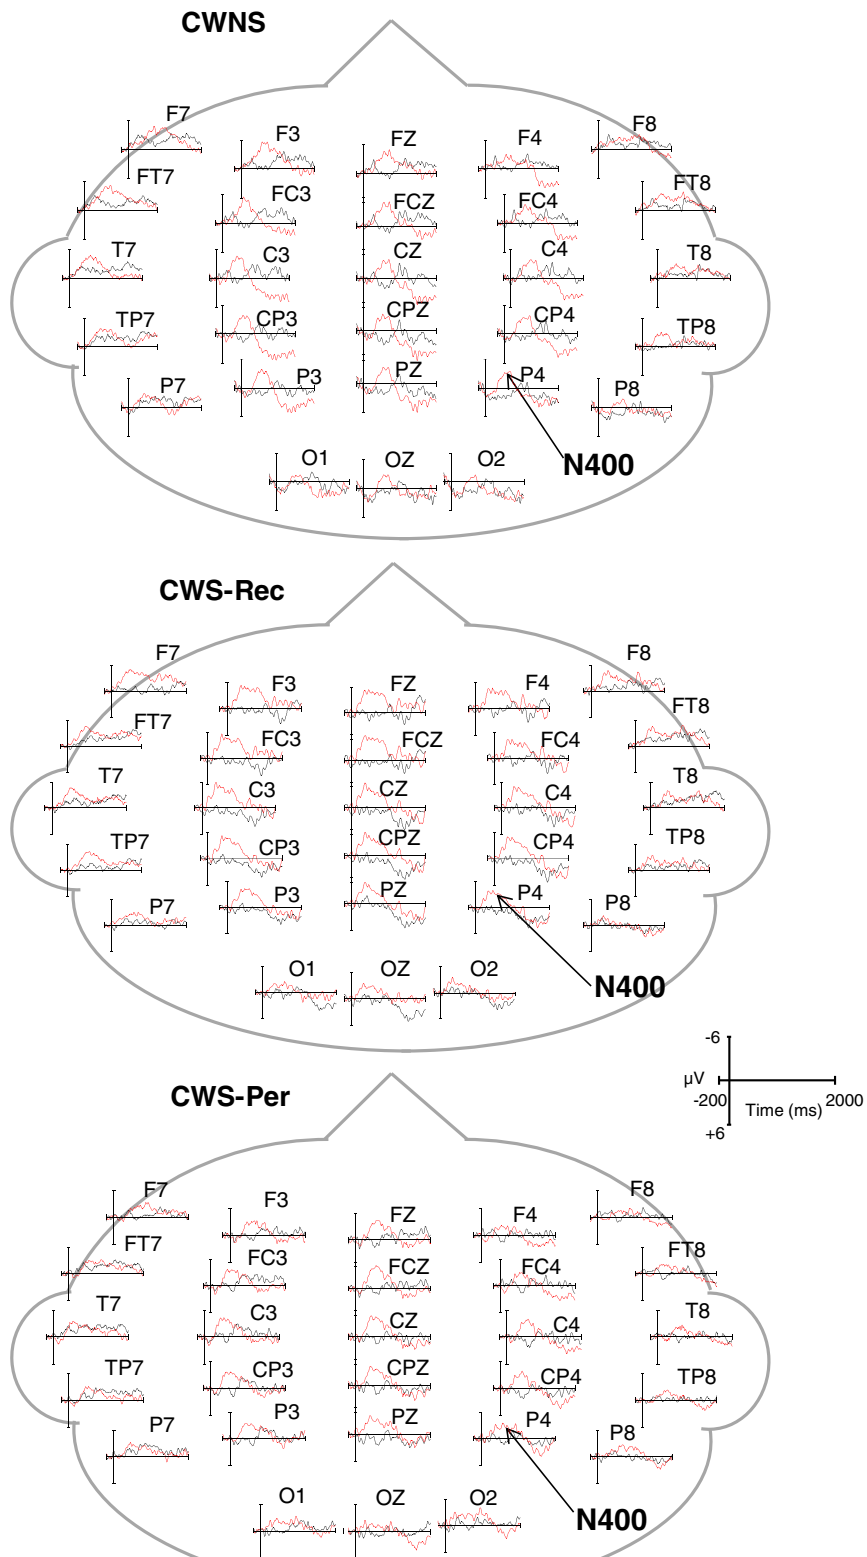 CWNS
F7
F3
FZ
F4
F8
FT7
FC3
FCZ
FC4
FT8
T7
C3
CZ
C4
T8
TP7
CP3
CPZ
CP4
TP8
P7
P3
PZ
P4
P8
O1
OZ
O2
N400
CWS-Rec
F7
F3
FZ
F4
F8
FT7
FC3
FCZ
FC4
FT8
T7
C3
CZ
C4
T8
TP7
CP3
CPZ
CP4
TP8
P7
P3
PZ
P4
P8
O1
OZ
O2
N400
-6
µV
-200
2000
Time (ms)
+6
CWS-Per
F7
F3
FZ
F4
F8
FT7
FC3
FCZ
FC4
FT8
T7
C3
CZ
C4
T8
TP7
CP3
CPZ
CP4
TP8
P7
P3
PZ
P4
P8
O1
OZ
O2
N400